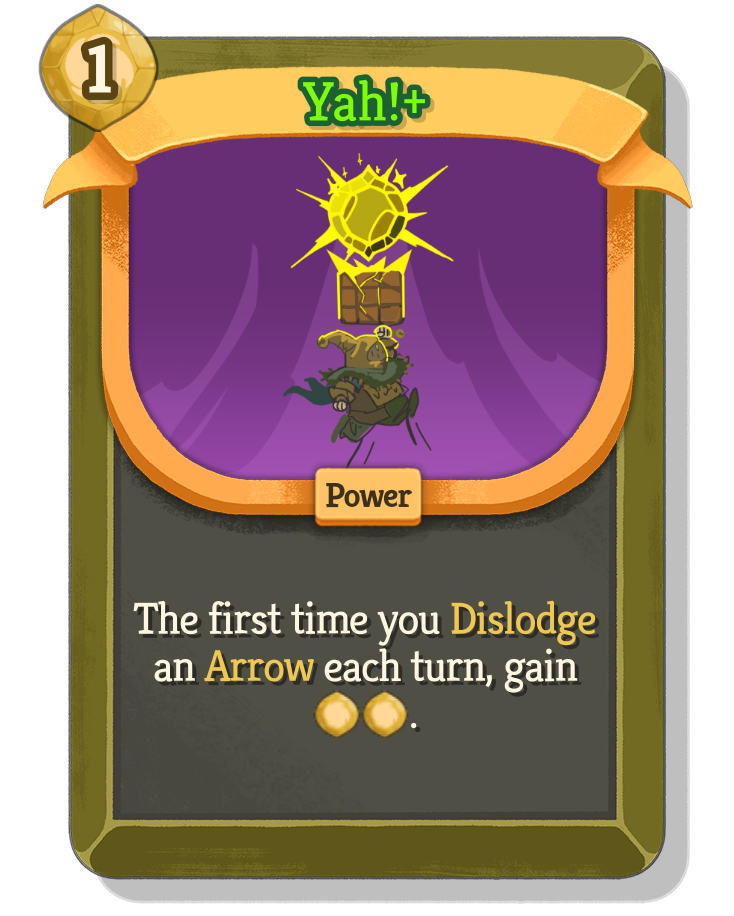 1
Yah!+
Power
The first time you Dislodge
an Arrow each turn, gain
.